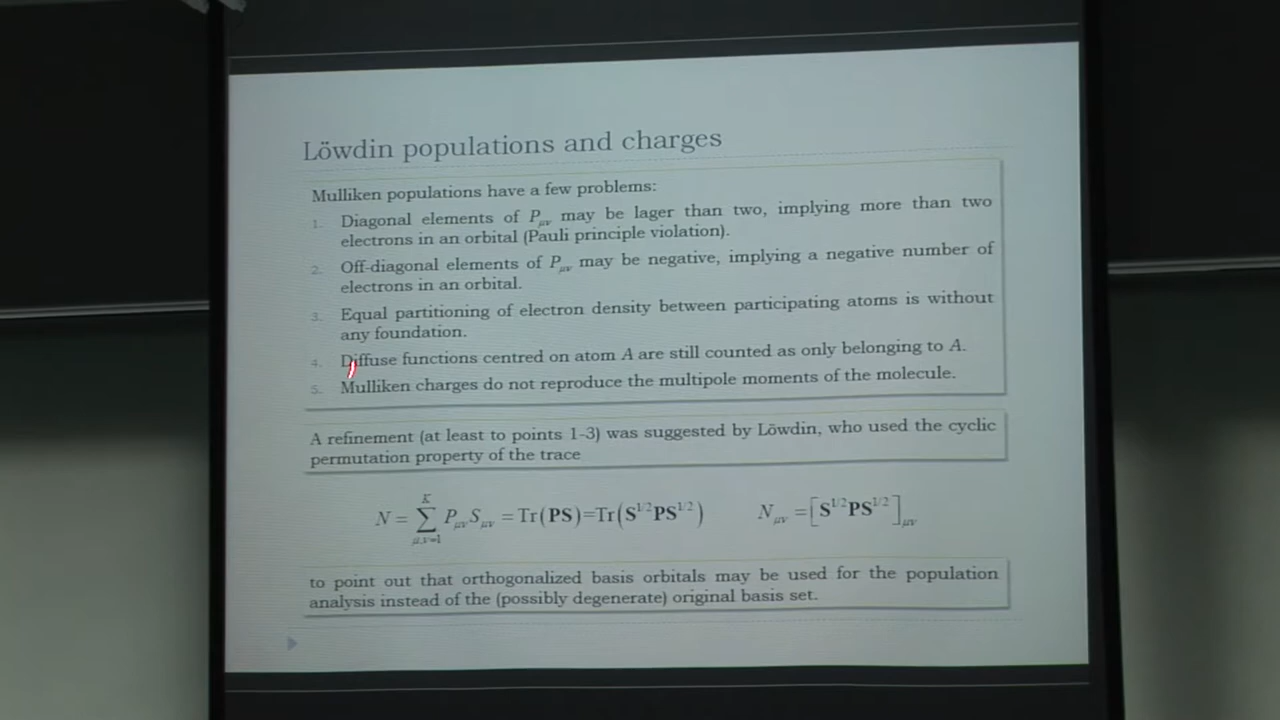 Löwdin populations and charges
Mulliken populations have a few problems:
1. Diagonal elements of Pμν may be lager than two, implying more than two
electrons in an orbital (Pauli principle violation).
2. Off-diagonal elements of Pμν may be negative, implying a negative number of
electrons in an orbital.
3. Equal partitioning of electron density between participating atoms is without
any foundation.
4. Diffuse functions centred on atom A are still counted as only belonging to A.
5. Mulliken charges do not reproduce the multipole moments of the molecule.
A refinement (at least to points 1-3) was suggested by Löwdin, who used the cyclic
permutation property of the trace
N = ∑_{μ,ν=1}^{K} PμνSμν = Tr(PS)=Tr(S^{1/2}PS^{1/2}) Nμν =[S^{1/2}PS^{1/2}]μν
to point out that orthogonalized basis orbitals may be used for the population
analysis instead of the (possibly degenerate) original basis set.